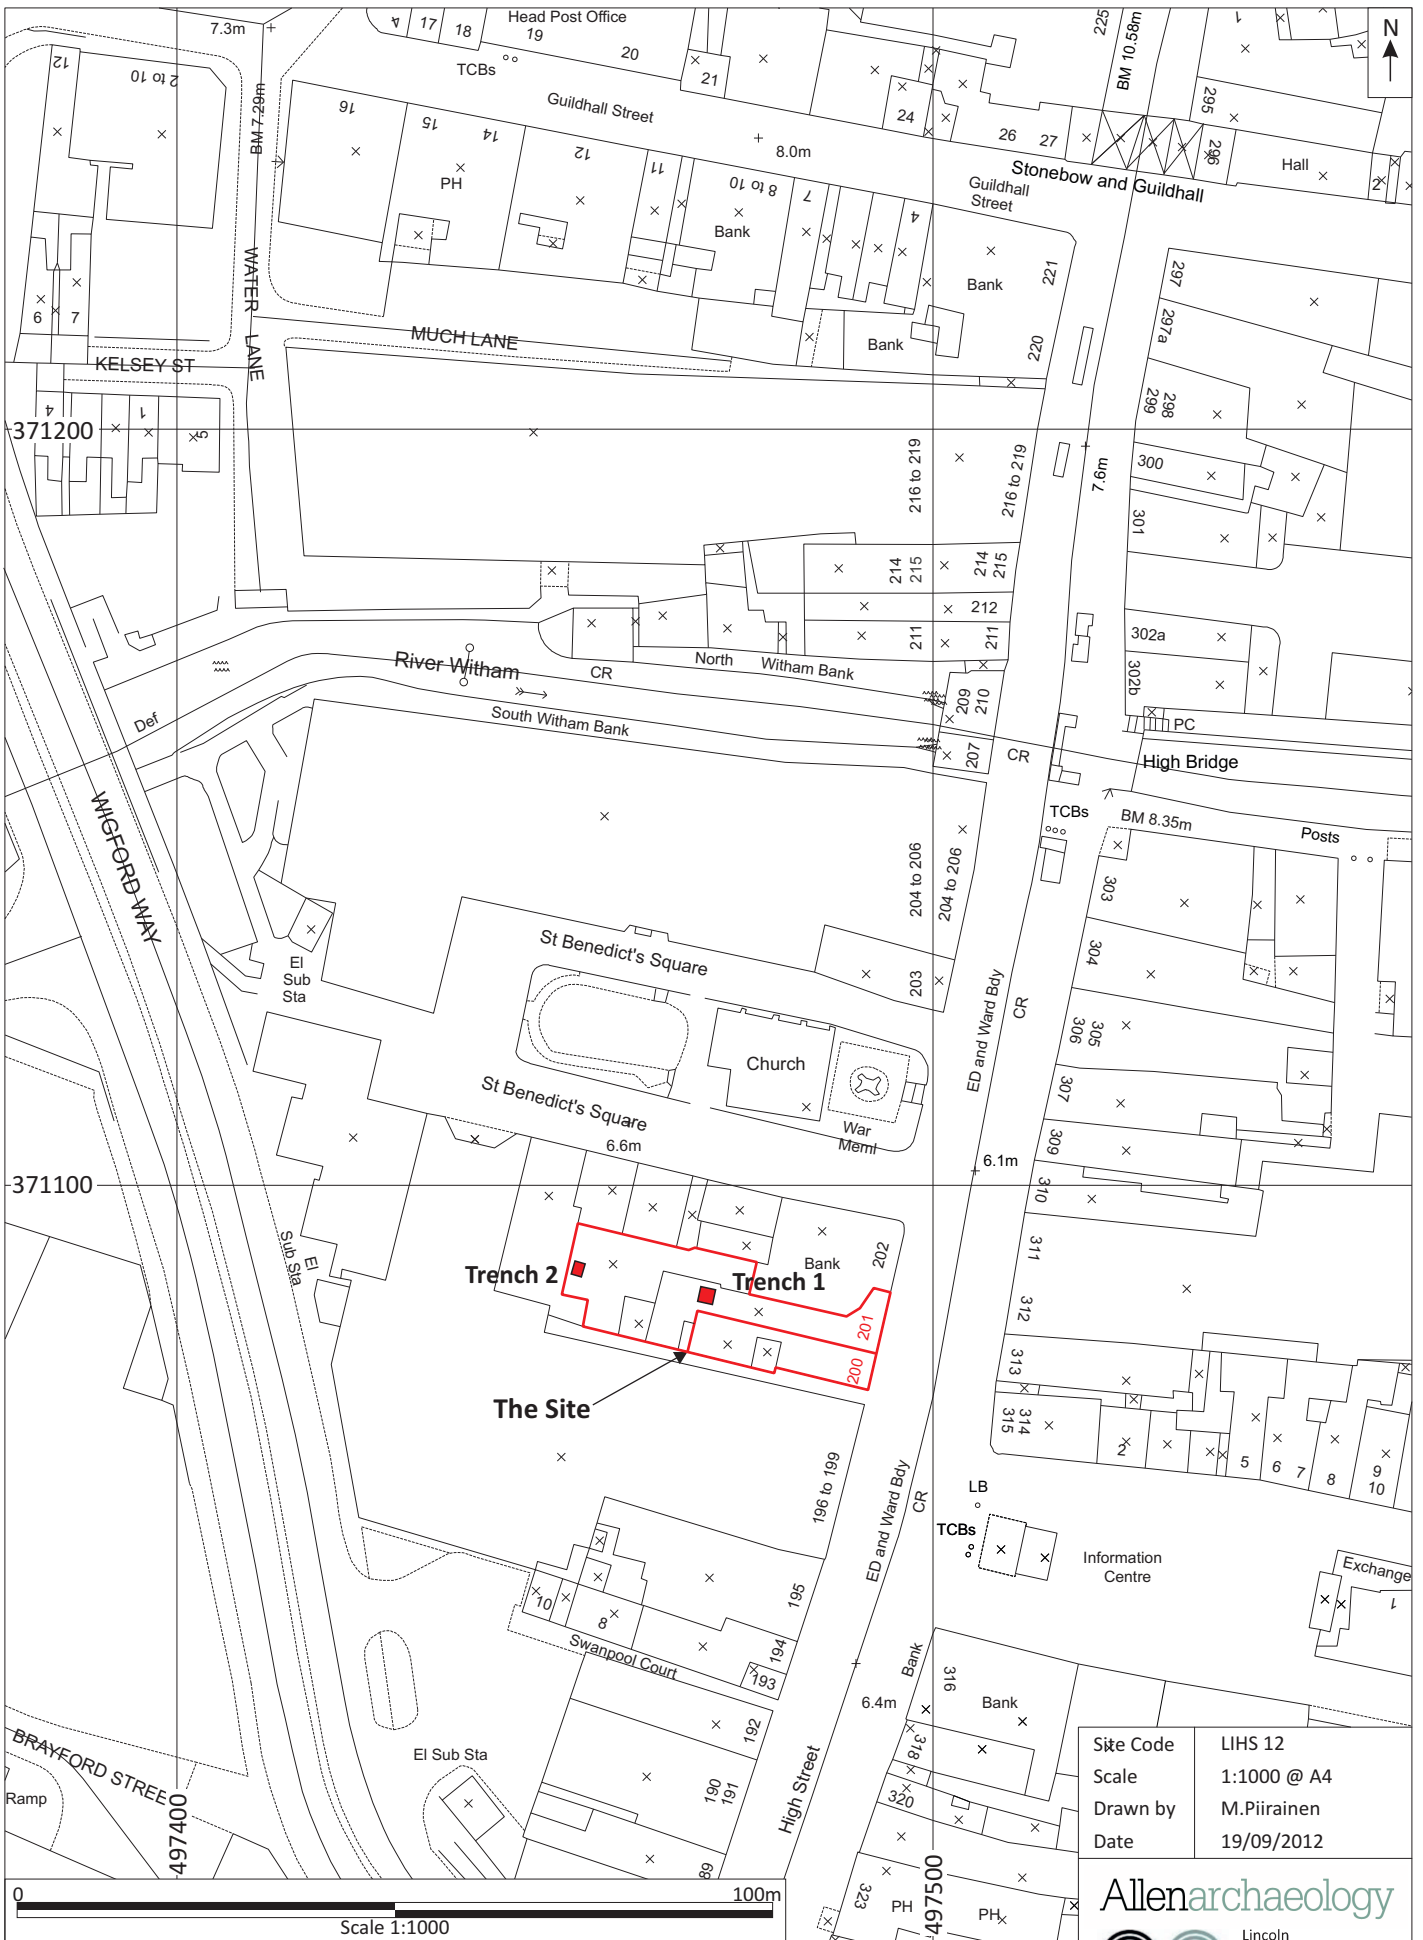 Head Post Office
4
17
18
19
20
21
7.3m
TCBs
225
BM 10.58m
1
N
12
2 to 10
BM 7.29m
16
15
14
12
11
8 to 10
7
4
PH
Guildhall Street
8.0m
24
26
27
295
296
Hall
2
Stonebow and Guildhall
Guildhall
Street
Bank
Bank
221
220
297
297a
6
7
WATER LANE
MUCH LANE
Bank
KELSEY ST
4
1
5
371200
298
299
300
301
216 to 219
216 to 219
7.6m
214
215
214
215
212
211
211
302a
302b
River Witham
CR
North Witham Bank
209
210
207
CR
PC
High Bridge
Def
South Witham Bank
WIGFORD WAY
TCBs
BM 8.35m
Posts
303
304
204 to 206
204 to 206
St Benedict's Square
El
Sub
Sta
203
ED and Ward Bdy
CR
305
306
307
Church
St Benedict's Square
6.6m
War
Meml
309
6.1m
310
371100
311
312
El
Sub Sta
Bank
202
Trench 2
Trench 1
201
200
313
314
315
The Site
2
5
6
7
8
9
10
196 to 199
LB
TCBs
ED and Ward Bdy
CR
Information
Centre
Exchange
1
10
8
195
194
193
Swanpool Court
Bank
316
Bank
6.4m
318
320
192
190
191
89
High Street
El Sub Sta
BRAYFORD STREE
Ramp
497400
497500
323
PH
PH
Site Code LIHS 12
Scale 1:1000 @ A4
Drawn by M.Piirainen
Date 19/09/2012
Allenarchaeology
Lincoln
0 100m
Scale 1:1000